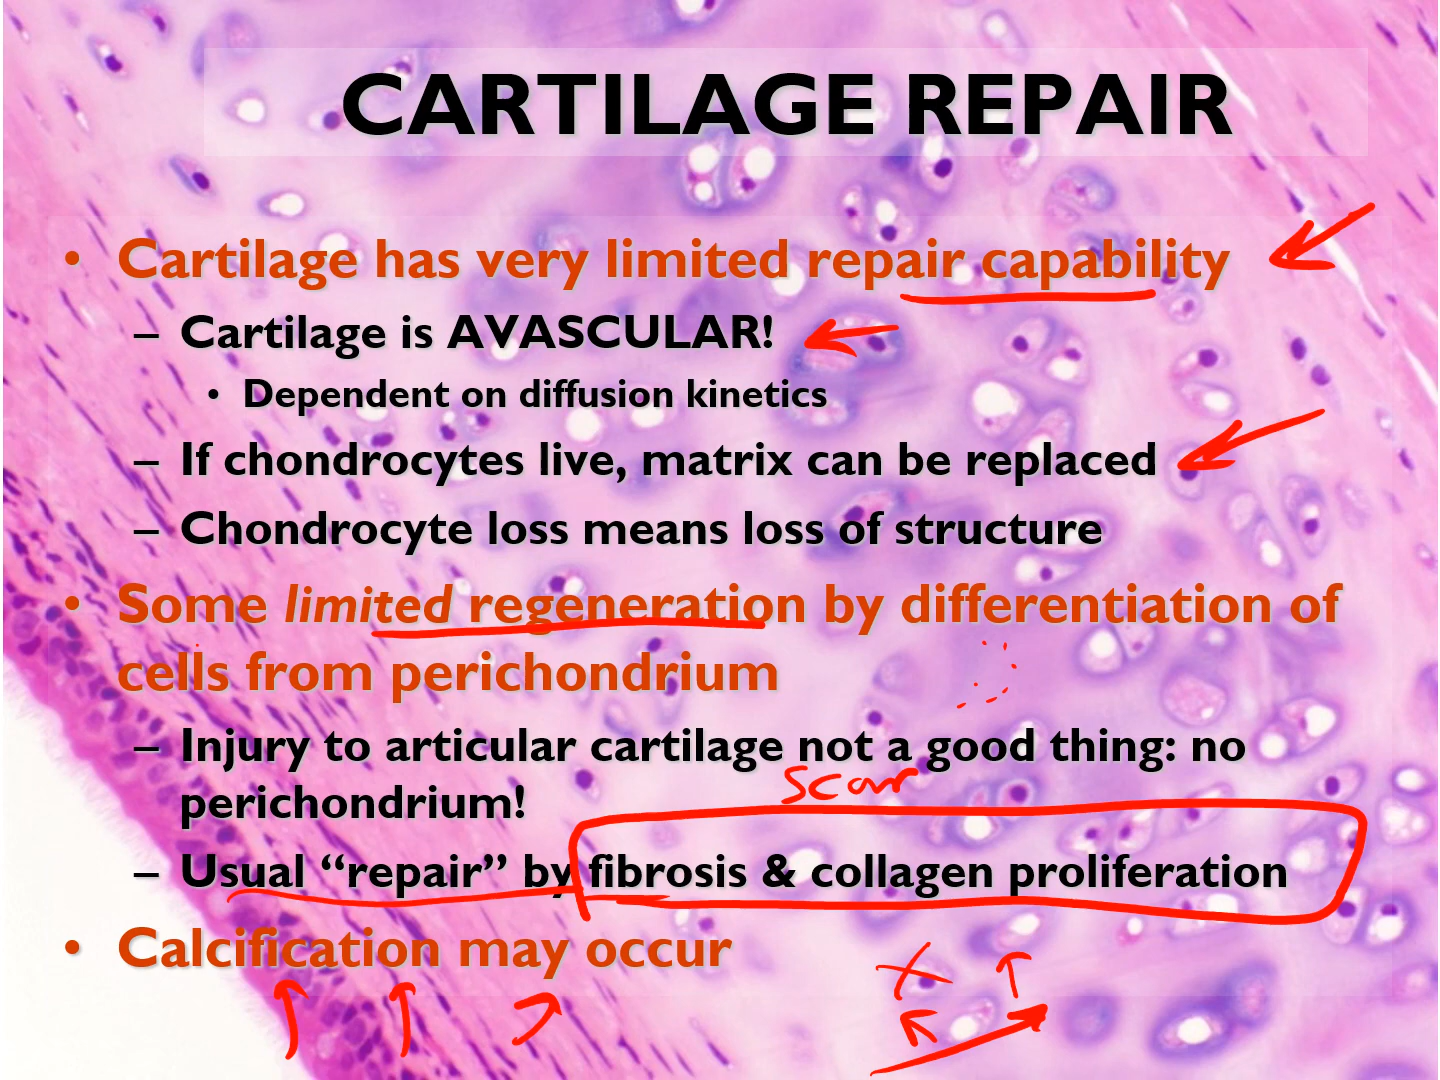 CARTILAGE REPAIR
• Cartilage has very limited repair capability
– Cartilage is AVASCULAR!
• Dependent on diffusion kinetics
– If chondrocytes live, matrix can be replaced
– Chondrocyte loss means loss of structure
• Some limited regeneration by differentiation of
cells from perichondrium
– Injury to articular cartilage not a good thing: no
perichondrium!
scar
– Usual “repair” by fibrosis & collagen proliferation
• Calcification may occur